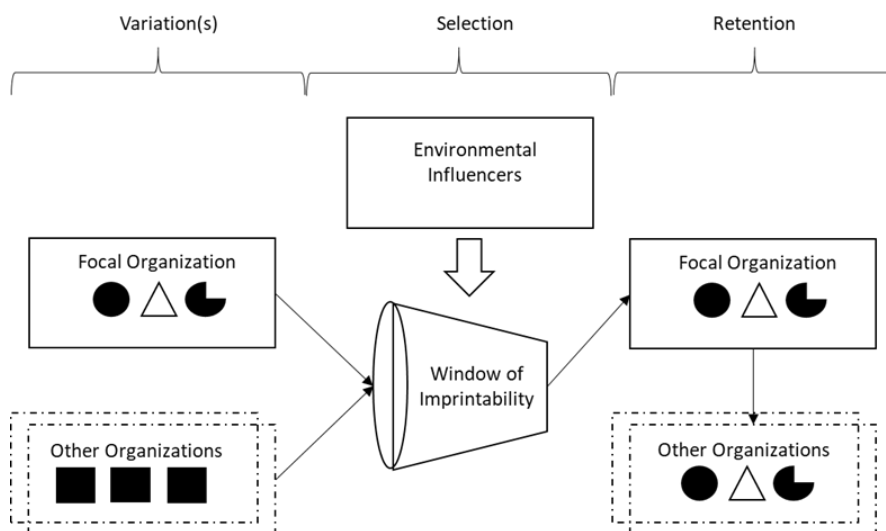 Variation(s)
Selection
Retention
Environmental
Influencers
Focal Organization
Focal Organization
Window of
Imprintability
Other Organizations
Other Organizations